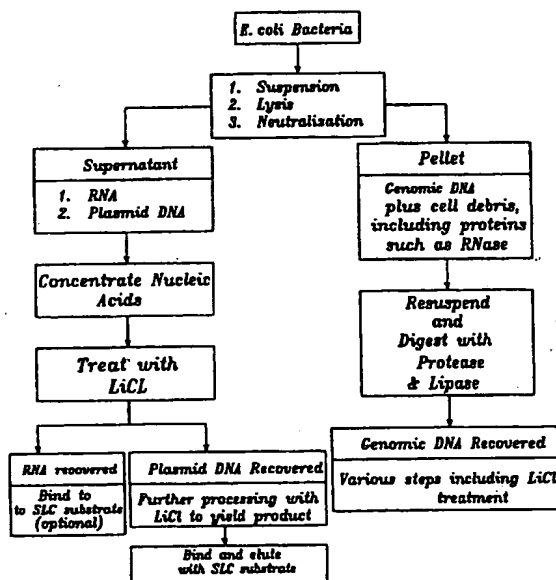 E. coli Bacteria
1. Suspension
2. Lysis
3. Neutralization
Supernatant
1. RNA
2. Plasmid DNA
Pellet
Genomic DNA
plus cell debris,
including proteins
such as RNase
Concentrate Nucleic
Acids
Resuspend
and
Digest with
Protease
& Lipase
Treat with
LiCL
RNA recovered
Bind to
to SLC substrate
(optional)
Plasmid DNA Recovered
Further processing with
LiCl to yield product
Genomic DNA Recovered
Various steps including LiCl
treatment
Bind and elute
with SLC substrate